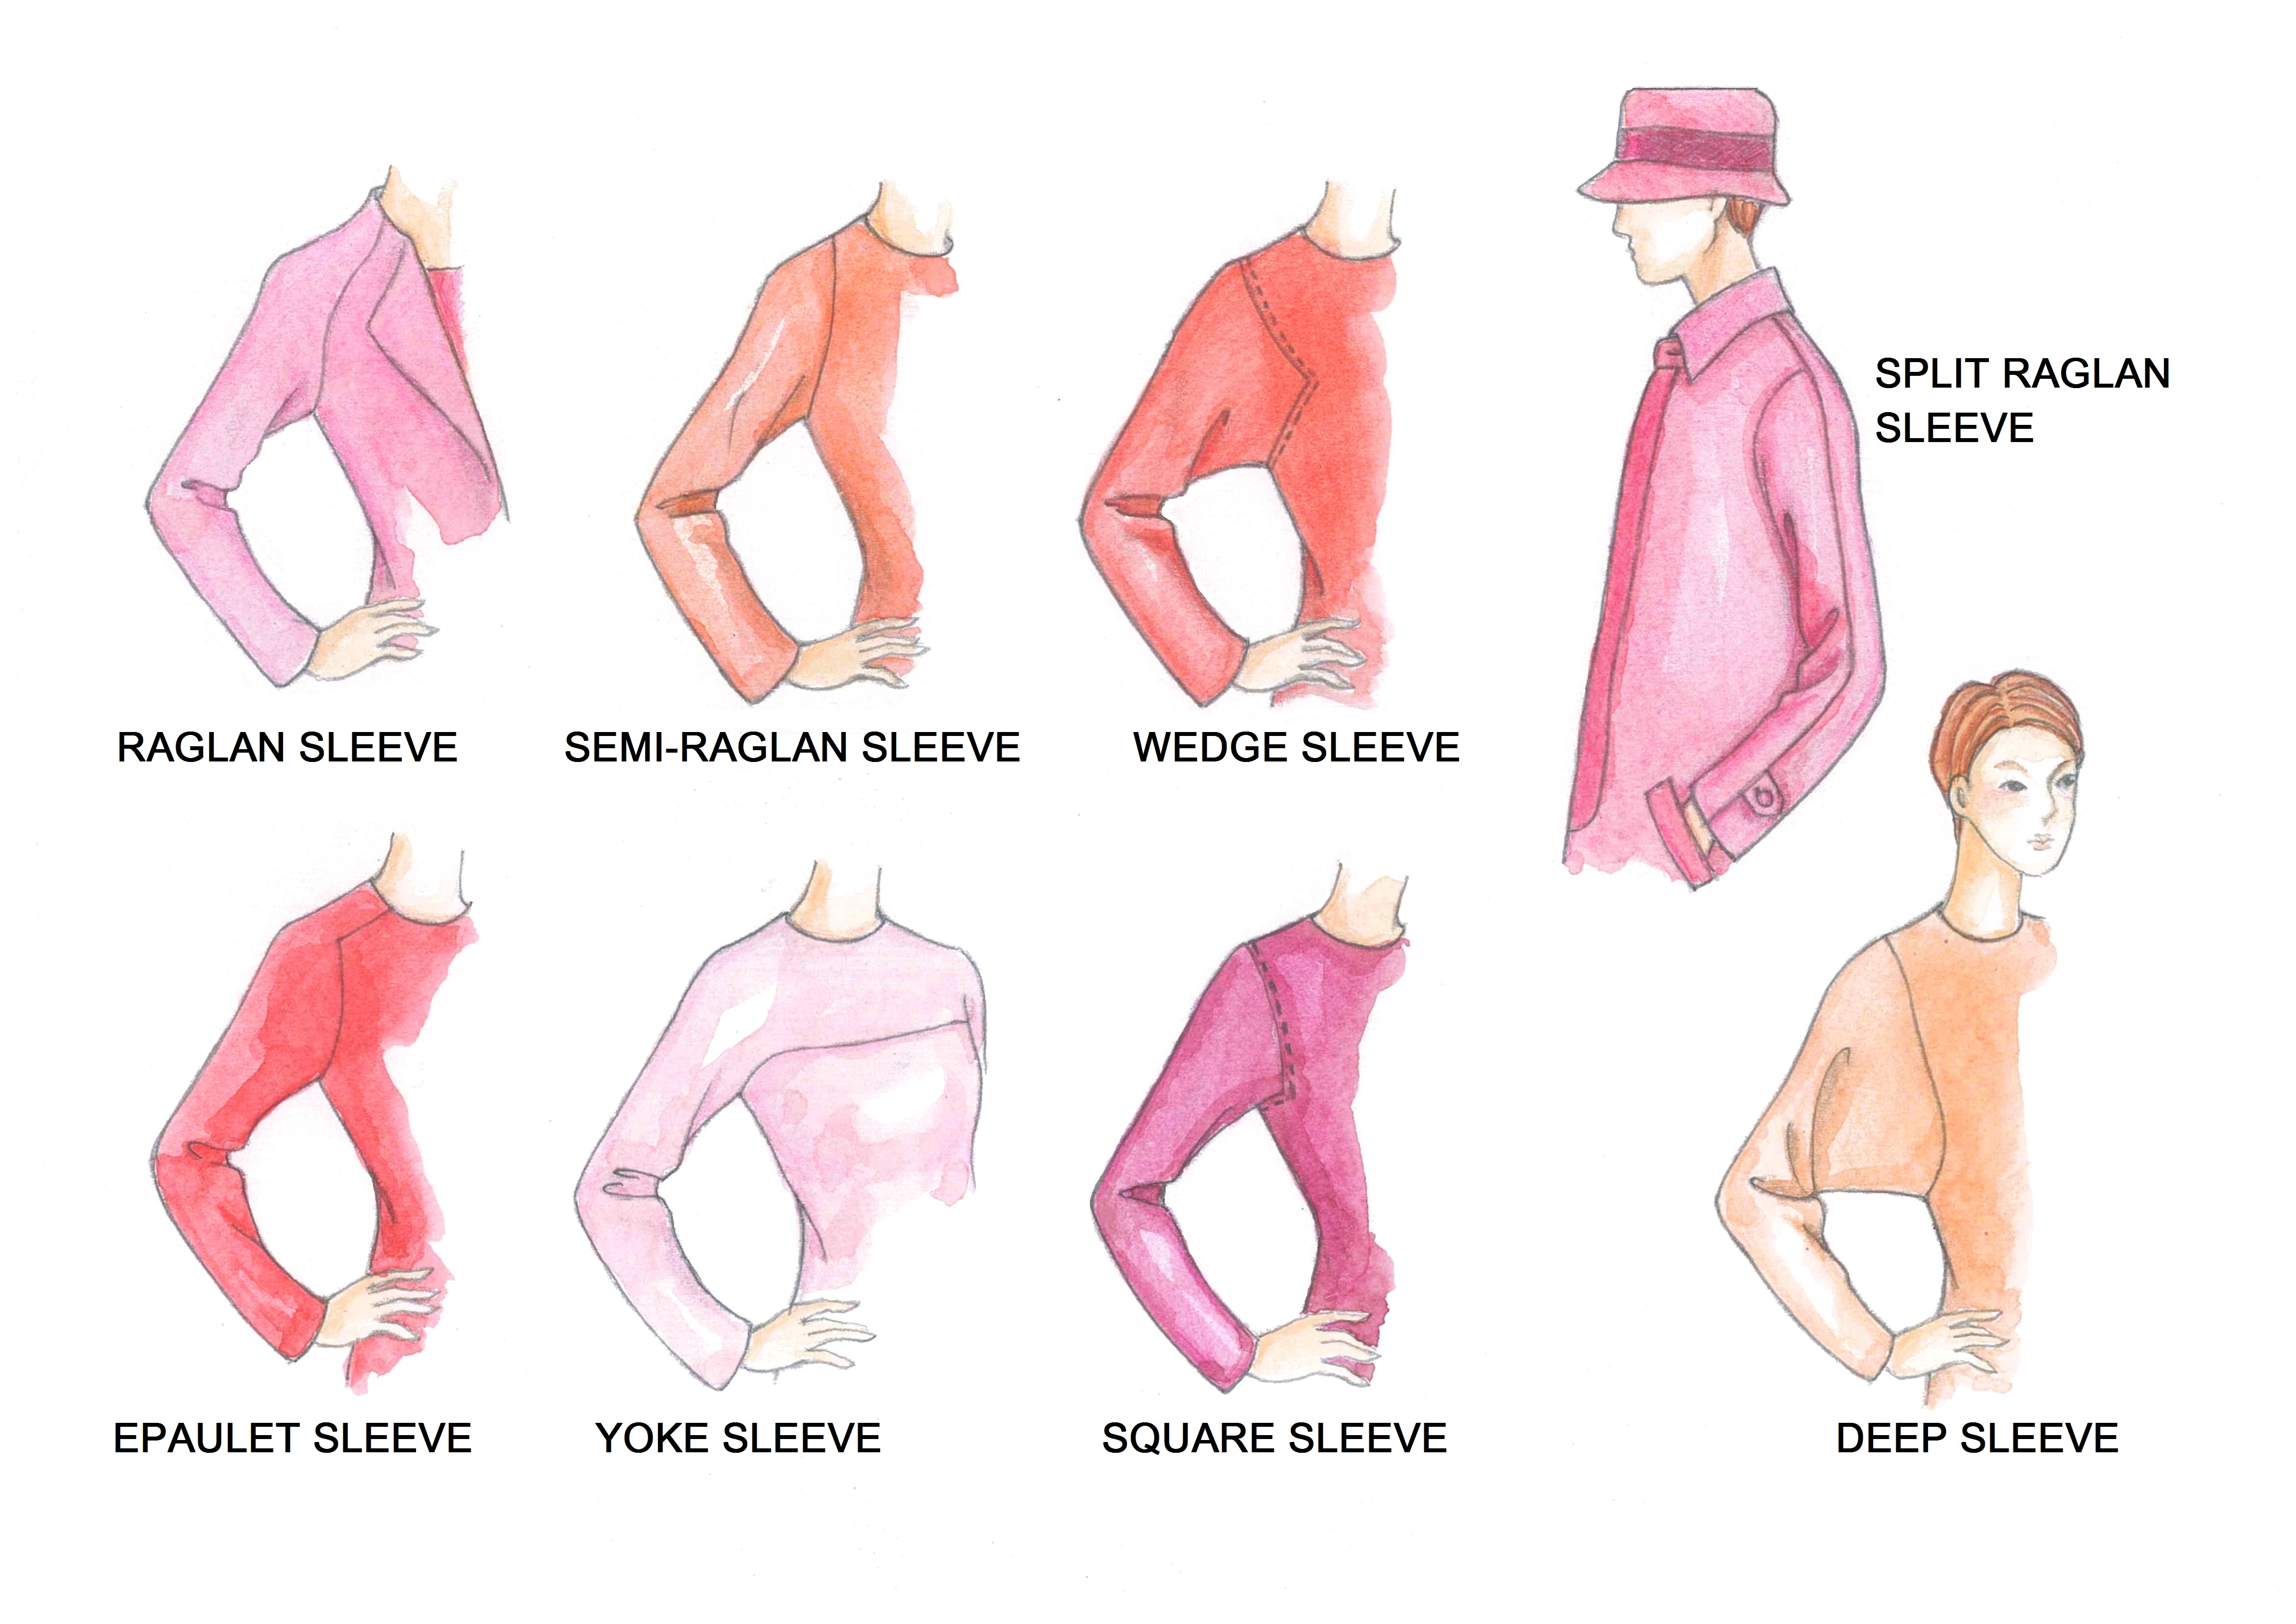 SPLIT RAGLAN
SLEEVE
RAGLAN SLEEVE
SEMI-RAGLAN SLEEVE
WEDGE SLEEVE
EPAULET SLEEVE
YOKE SLEEVE
SQUARE SLEEVE
DEEP SLEEVE